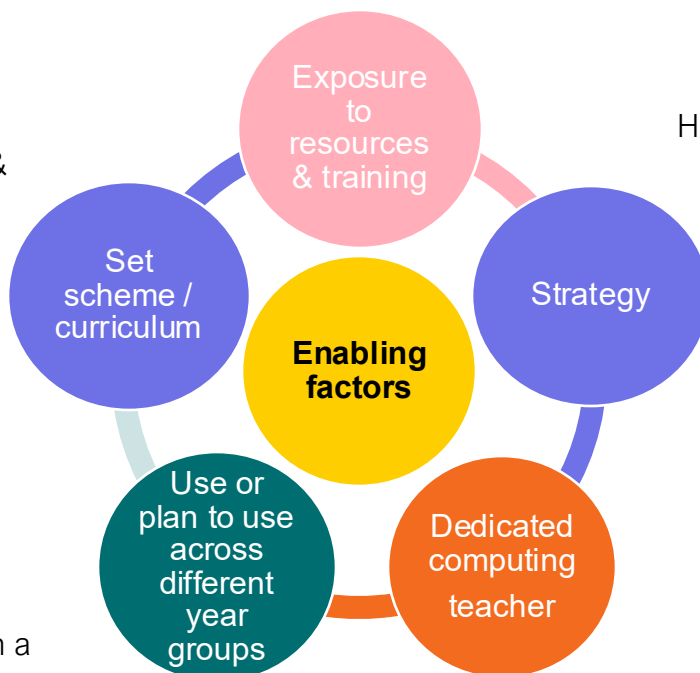 Exposure
to
resources
& training
H
&
Set
scheme /
curriculum
Strategy
Enabling
factors
Use or
plan to use
across
different
year
groups
Dedicated
computing
teacher
n a